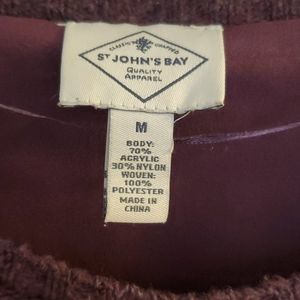 CLASSIC CRAFTED
ST JOHN'S BAY
QUALITY
APPAREL
M
BODY:
70%
ACRYLIC
30% NYLON
WOVEN:
100%
POLYESTER
MADE IN
CHINA